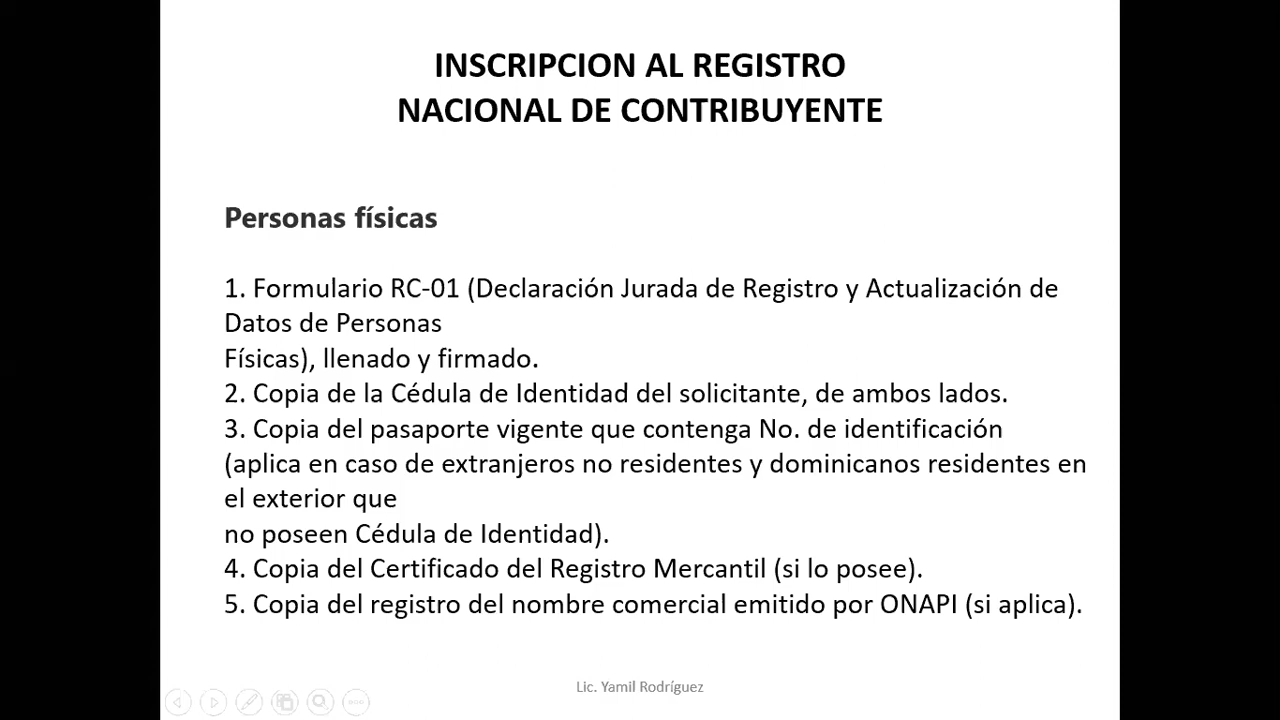 INSCRIPCION AL REGISTRO
NACIONAL DE CONTRIBUYENTE
Personas físicas
1. Formulario RC-01 (Declaración Jurada de Registro y Actualización de
Datos de Personas
Físicas), llenado y firmado.
2. Copia de la Cédula de Identidad del solicitante, de ambos lados.
3. Copia del pasaporte vigente que contenga No. de identificación
(aplica en caso de extranjeros no residentes y dominicanos residentes en
el exterior que
no poseen Cédula de Identidad).
4. Copia del Certificado del Registro Mercantil (si lo posee).
5. Copia del registro del nombre comercial emitido por ONAPI (si aplica).
Lic. Yamil Rodríguez